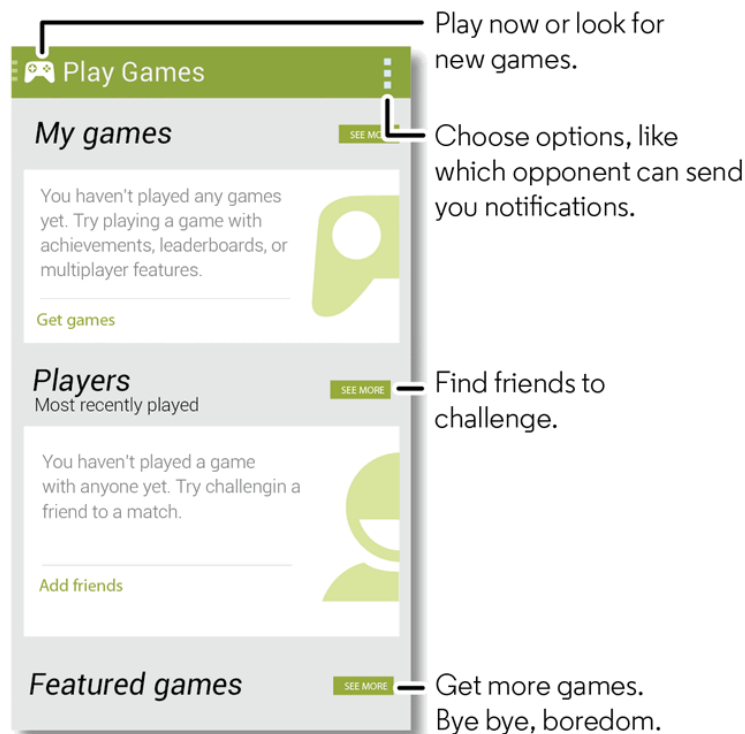 Play now or look for
new games.
Play Games
My games
SEE MO
Choose options, like
which opponent can send
you notifications.
You haven't played any games
yet. Try playing a game with
achievements, leaderboards, or
multiplayer features.
Get games
Players
Most recently played
SEE MORE
Find friends to
challenge.
You haven't played a game
with anyone yet. Try challengin a
friend to a match.
Add friends
Featured games
SEE MORE
Get more games.
Bye bye, boredom.